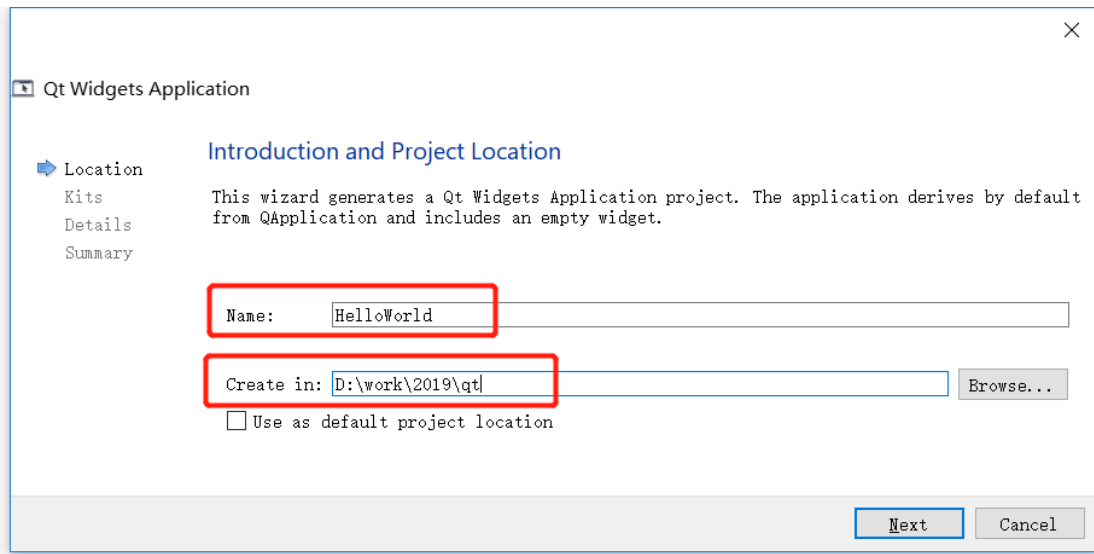 Qt Widgets Application
Introduction and Project Location
Location
Kits
Details
Summary
This wizard generates a Qt Widgets Application project. The application derives by default
from QApplication and includes an empty widget.
Name: HelloWorld
Create in: D:\work\2019\qt Browse...
Use as default project location
Next Cancel